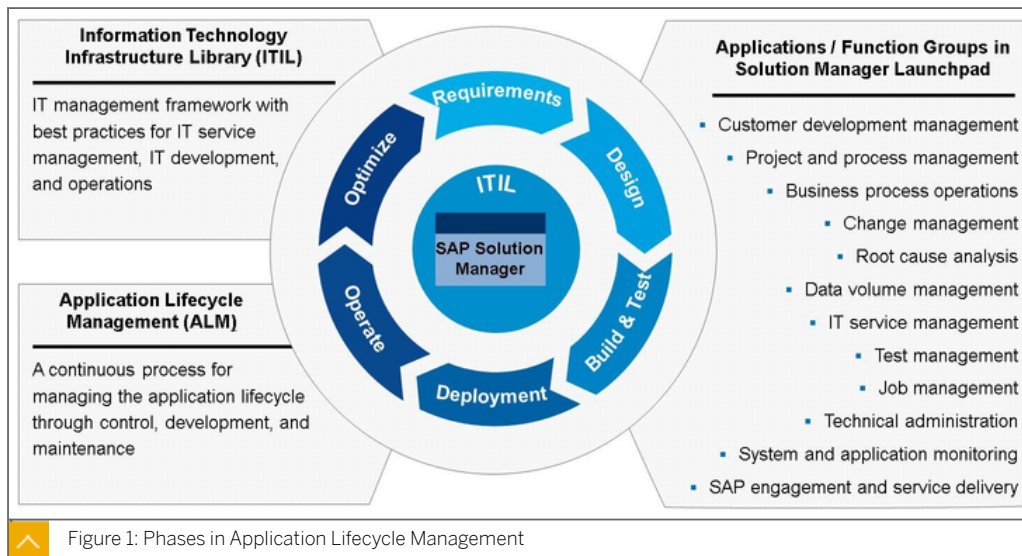 Information Technology
Infrastructure Library (ITIL)
IT management framework with
best practices for IT service
management, IT development,
and operations
Application Lifecycle
Management (ALM)
A continuous process for
managing the application lifecycle
through control, development, and
maintenance
Requirements
Design
Build & Test
Deployment
Operate
Optimize
ITIL
SAP Solution
Manager
Applications / Function Groups in
Solution Manager Launchpad
▪ Customer development management
▪ Project and process management
▪ Business process operations
▪ Change management
▪ Root cause analysis
▪ Data volume management
▪ IT service management
▪ Test management
▪ Job management
▪ Technical administration
▪ System and application monitoring
▪ SAP engagement and service delivery
Figure 1: Phases in Application Lifecycle Management